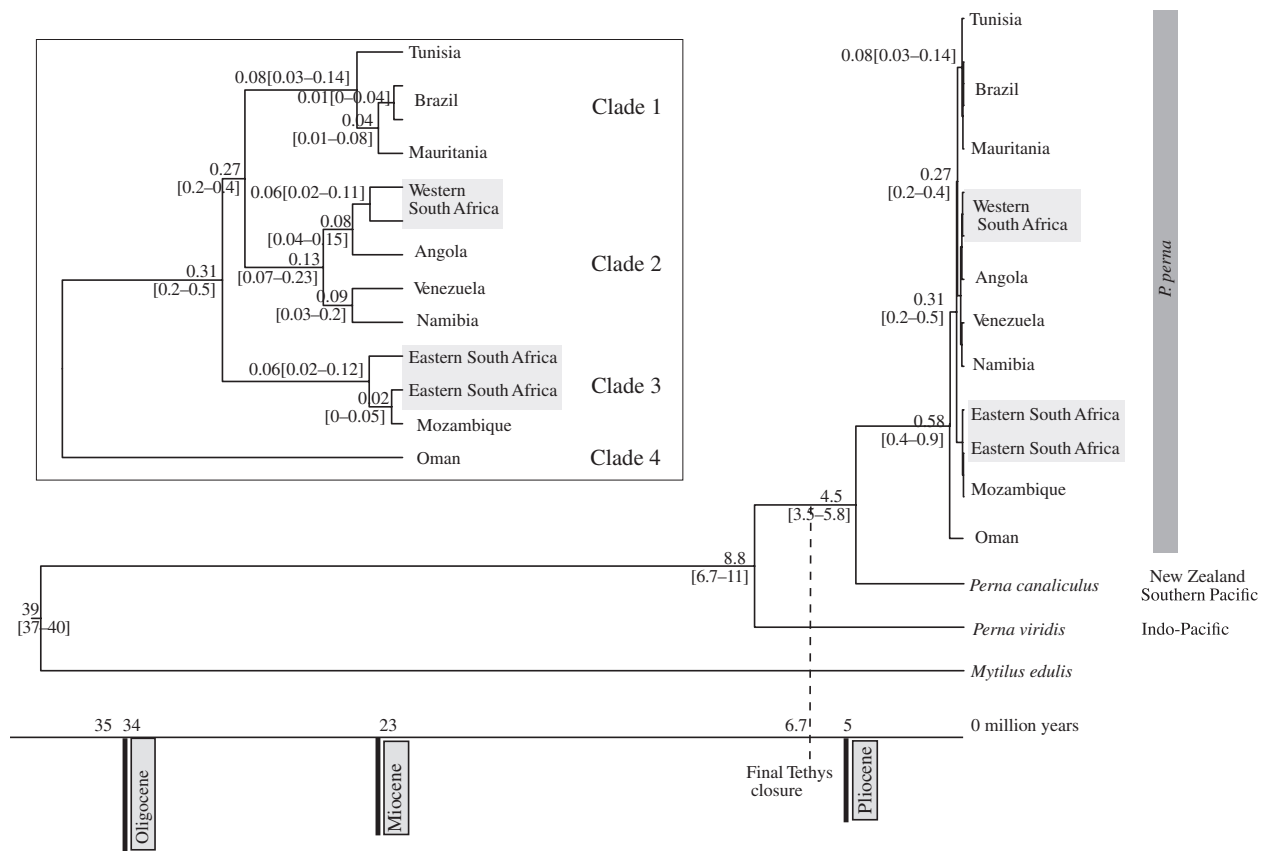 Tunisia
0.08[0.03–0.14]
0.01[0–0.04]
Brazil
Clade 1
0.04
[0.01–0.08]
Mauritania
0.27
[0.2–0.4]
0.06[0.02–0.11]
Western
South Africa
0.08
[0.04–0.15]
Angola
0.13
[0.07–0.23]
Clade 2
0.31
[0.2–0.5]
0.09
[0.03–0.2]
Venezuela
Namibia
Eastern South Africa
0.06[0.02–0.12]
Clade 3
Eastern South Africa
0.02
[0–0.05]
Mozambique
Oman
Clade 4
Tunisia
0.08[0.03–0.14]
Brazil
Mauritania
0.27
[0.2–0.4]
Western
South Africa
Angola
0.31
[0.2–0.5]
Venezuela
Namibia
Eastern South Africa
0.58
[0.4–0.9]
Eastern South Africa
Mozambique
Oman
P. perna
4.5
[3.5–5.8]
8.8
[6.7–11]
Perna canaliculus
New Zealand
Southern Pacific
39
[37–40]
Perna viridis
Indo-Pacific
Mytilus edulis
35 34
23
6.7
5
0 million years
Final Tethys
closure
Oligocene
Miocene
Pliocene